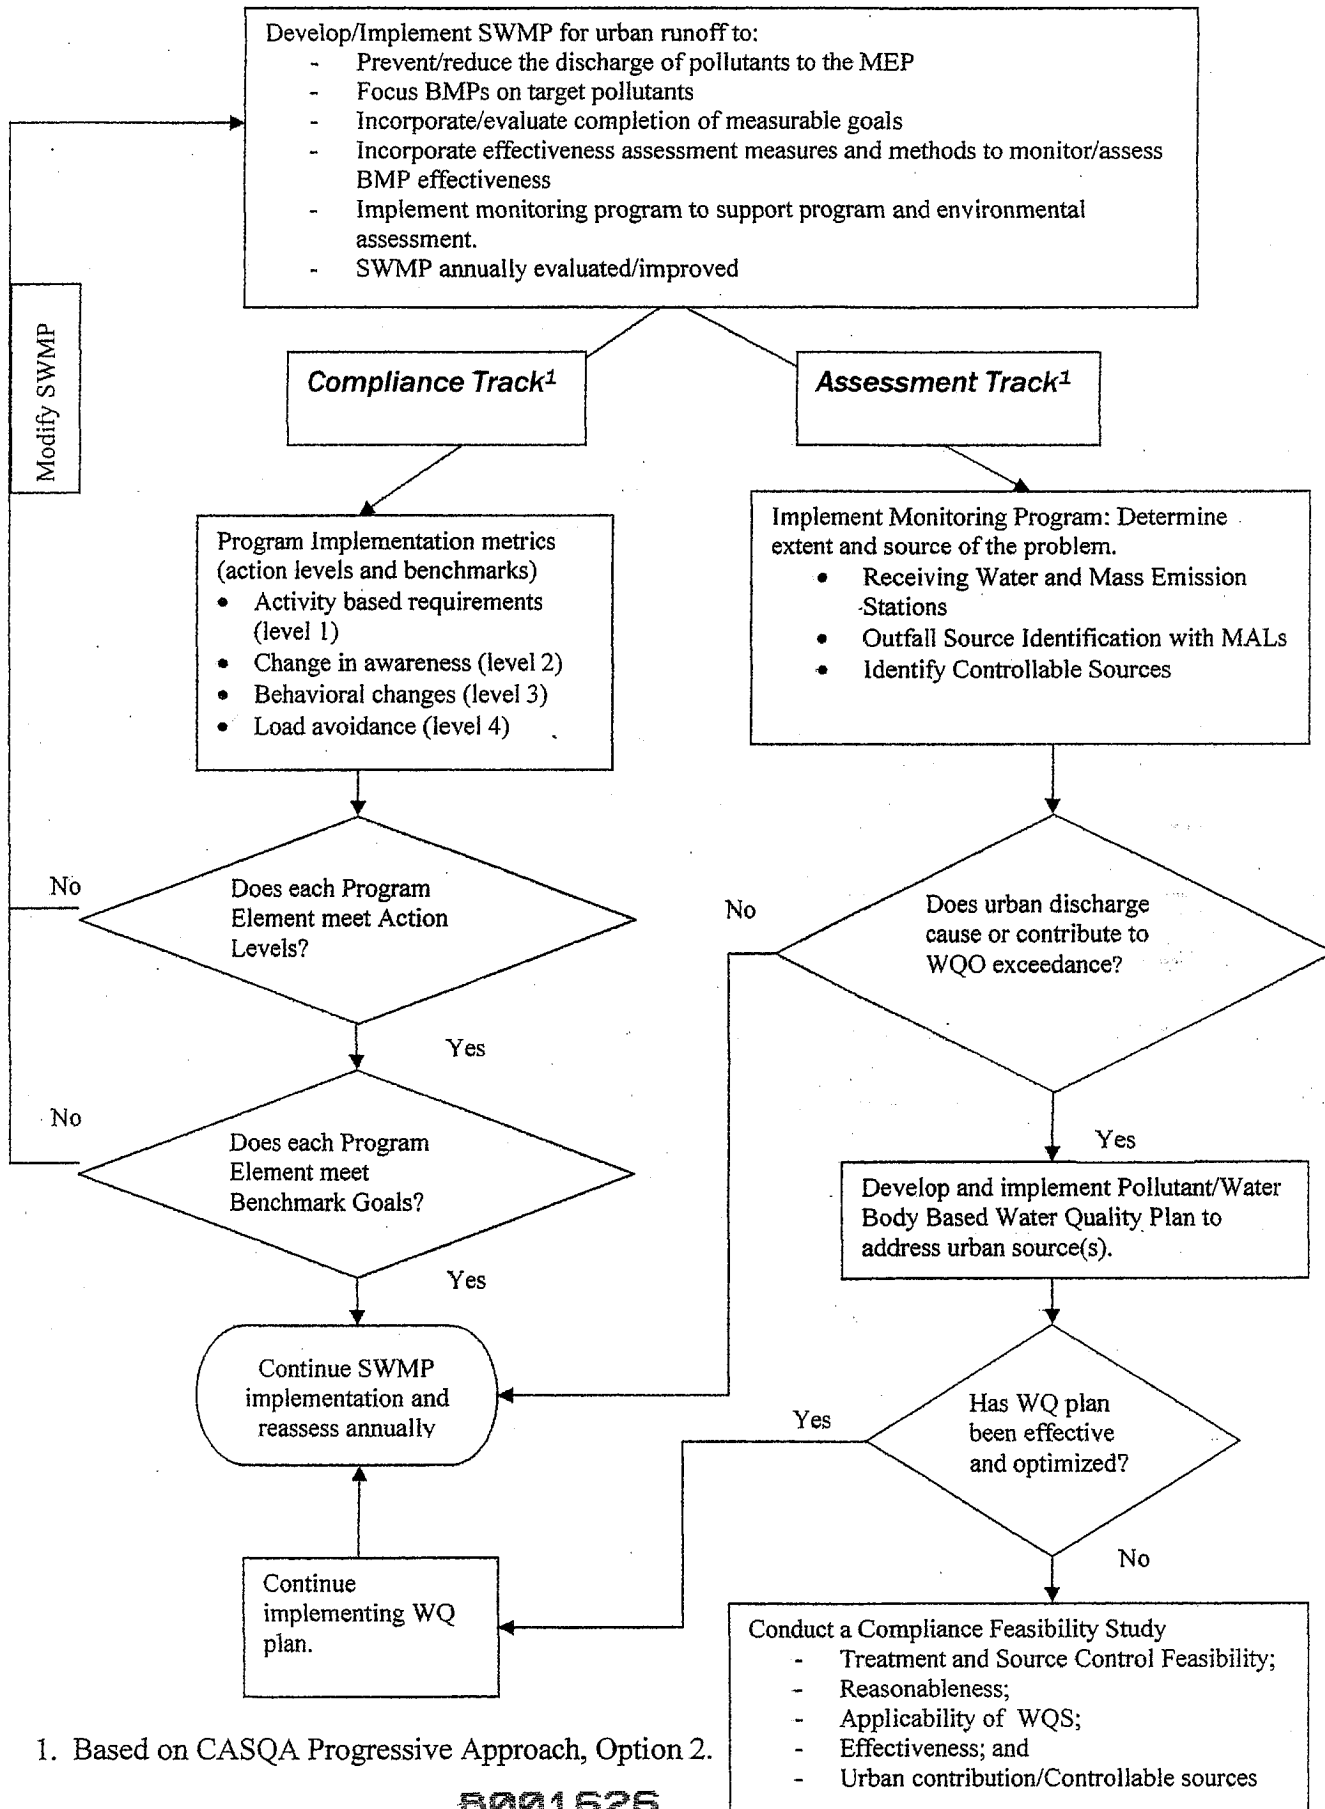 Develop/Implement SWMP for urban runoff to:
- Prevent/reduce the discharge of pollutants to the MEP
- Focus BMPs on target pollutants
- Incorporate/evaluate completion of measurable goals
- Incorporate effectiveness assessment measures and methods to monitor/assess
BMP effectiveness
- Implement monitoring program to support program and environmental
assessment.
- SWMP annually evaluated/improved
Modify SWMP
Compliance Track¹
Assessment Track¹
Program Implementation metrics
(action levels and benchmarks)
• Activity based requirements
(level 1)
• Change in awareness (level 2)
• Behavioral changes (level 3)
• Load avoidance (level 4)
Implement Monitoring Program: Determine
extent and source of the problem.
• Receiving Water and Mass Emission
Stations
• Outfall Source Identification with MALs
• Identify Controllable Sources
No
Does each Program
Element meet Action
Levels?
Yes
No
Does urban discharge
cause or contribute to
WQO exceedance?
Yes
No
Does each Program
Element meet
Benchmark Goals?
Yes
Develop and implement Pollutant/Water
Body Based Water Quality Plan to
address urban source(s).
Continue SWMP
implementation and
reassess annually
Yes
Has WQ plan
been effective
and optimized?
No
Continue
implementing WQ
plan.
Conduct a Compliance Feasibility Study
- Treatment and Source Control Feasibility;
- Reasonableness;
- Applicability of WQS;
- Effectiveness; and
- Urban contribution/Controllable sources
1. Based on CASQA Progressive Approach, Option 2.